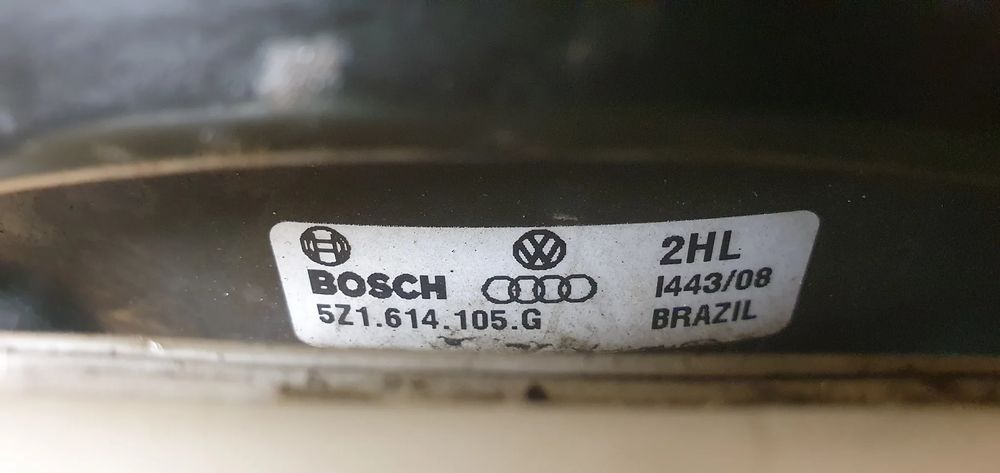 BOSCH
5Z1.614.105.G
2HL
I443/08
BRAZIL